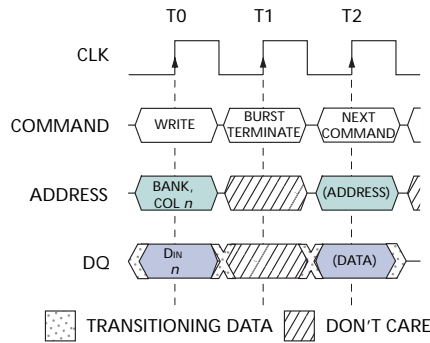 T0 T1 T2
CLK
COMMAND WRITE BURST TERMINATE NEXT COMMAND
ADDRESS BANK, COL n (ADDRESS)
DQ DIN n (DATA)
TRANSITIONING DATA DON'T CARE